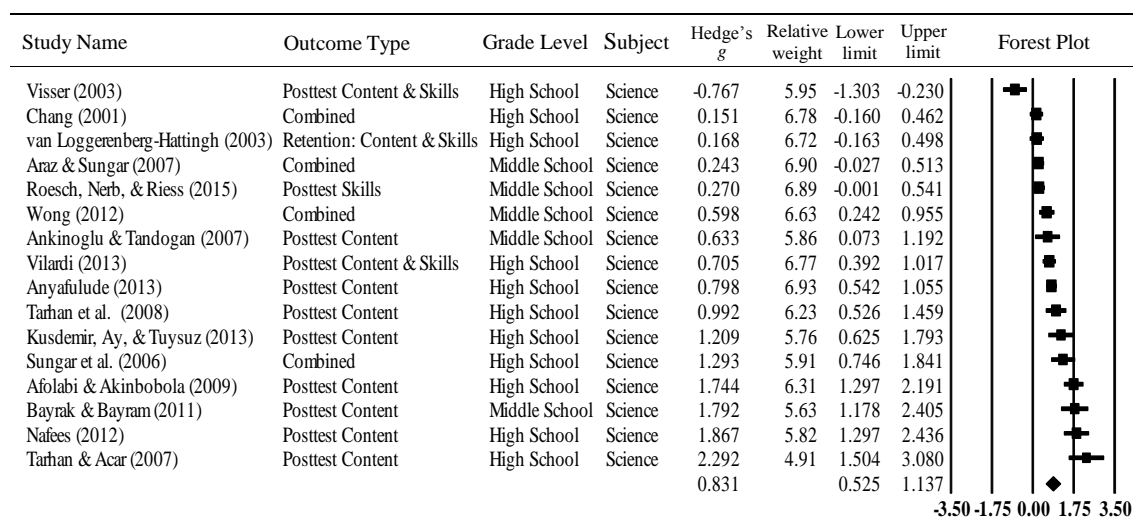 Study Name Outcome Type Grade Level Subject Hedge's g Relative weight Lower limit Upper limit Forest Plot
Visser (2003) Posttest Content & Skills High School Science -0.767 5.95 -1.303 -0.230
Chang (2001) Combined High School Science 0.151 6.78 -0.160 0.462
van Loggerenberg-Hattingh (2003) Retention: Content & Skills High School Science 0.168 6.72 -0.163 0.498
Araz & Sungar (2007) Combined Middle School Science 0.243 6.90 -0.027 0.513
Roesch, Nerb, & Riess (2015) Posttest Skills Middle School Science 0.270 6.89 -0.001 0.541
Wong (2012) Combined Middle School Science 0.598 6.63 0.242 0.955
Ankinoglu & Tandogan (2007) Posttest Content Middle School Science 0.633 5.86 0.073 1.192
Vilardi (2013) Posttest Content & Skills High School Science 0.705 6.77 0.392 1.017
Anyafulude (2013) Posttest Content High School Science 0.798 6.93 0.542 1.055
Tarhan et al. (2008) Posttest Content High School Science 0.992 6.23 0.526 1.459
Kusdemir, Ay, & Tuysuz (2013) Posttest Content High School Science 1.209 5.76 0.625 1.793
Sungar et al. (2006) Combined High School Science 1.293 5.91 0.746 1.841
Afolabi & Akinbobola (2009) Posttest Content High School Science 1.744 6.31 1.297 2.191
Bayrak & Bayram (2011) Posttest Content Middle School Science 1.792 5.63 1.178 2.405
Nafees (2012) Posttest Content High School Science 1.867 5.82 1.297 2.436
Tarhan & Acar (2007) Posttest Content High School Science 2.292 4.91 1.504 3.080
0.831 0.525 1.137
-3.50 -1.75 0.00 1.75 3.50